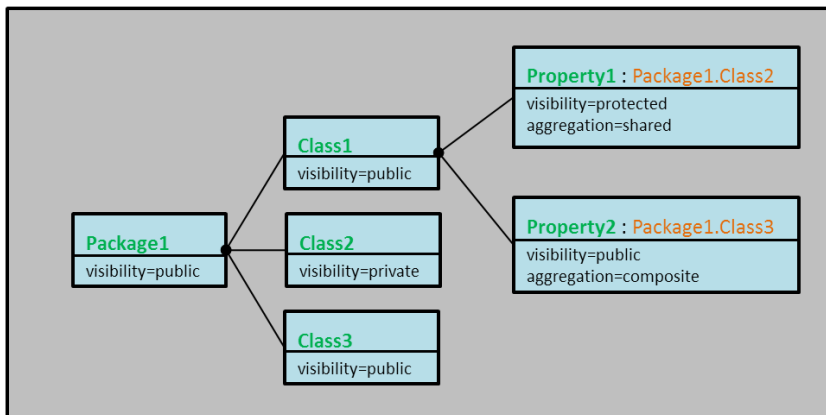 Package1
visibility=public
Class1
visibility=public
Class2
visibility=private
Class3
visibility=public
Property1 : Package1.Class2
visibility=protected
aggregation=shared
Property2 : Package1.Class3
visibility=public
aggregation=composite